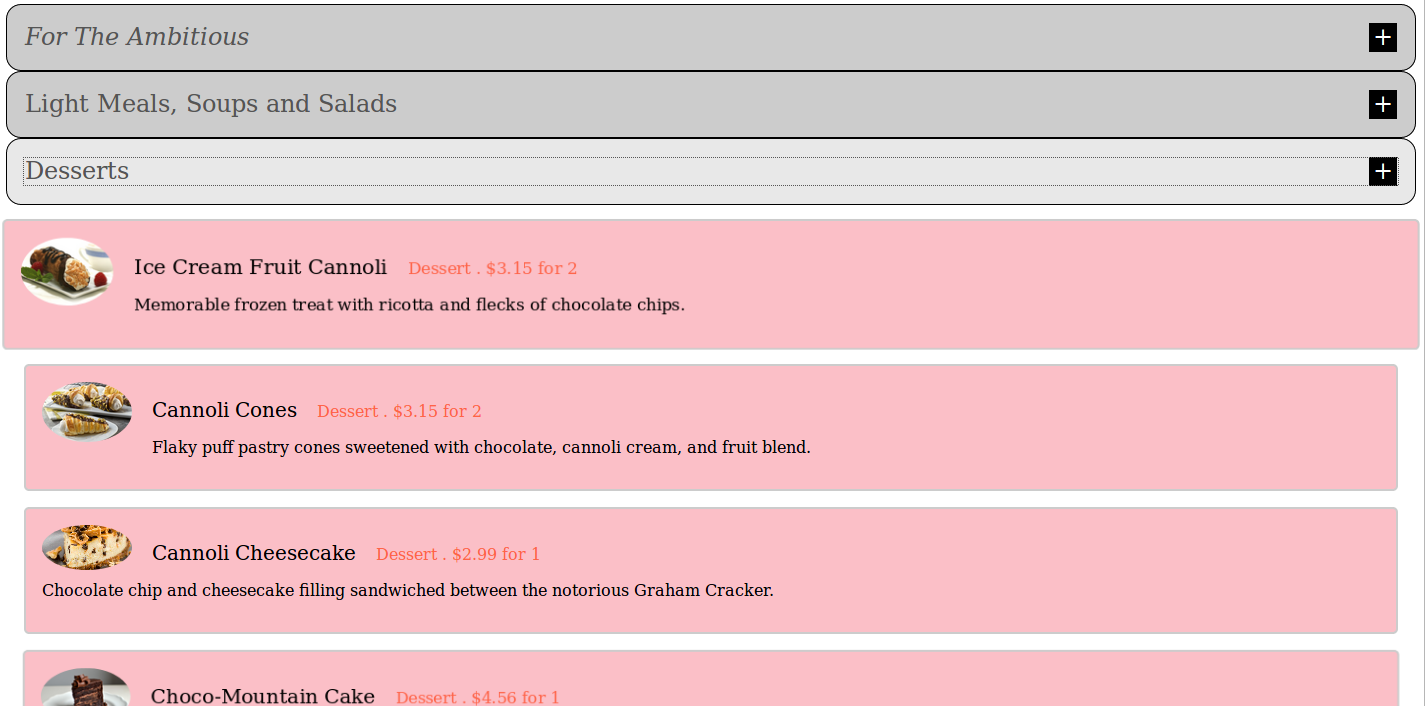 For The Ambitious +
Light Meals, Soups and Salads +
Desserts +
Ice Cream Fruit Cannoli Dessert . $3.15 for 2
Memorable frozen treat with ricotta and flecks of chocolate chips.
Cannoli Cones Dessert . $3.15 for 2
Flaky puff pastry cones sweetened with chocolate, cannoli cream, and fruit blend.
Cannoli Cheesecake Dessert . $2.99 for 1
Chocolate chip and cheesecake filling sandwiched between the notorious Graham Cracker.
Choco-Mountain Cake Dessert . $4.56 for 1